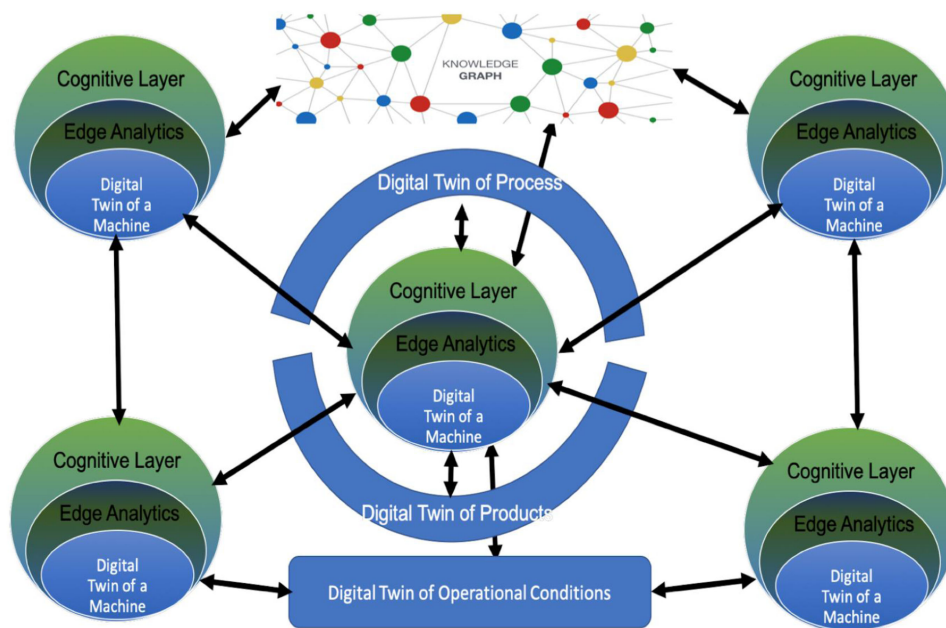 Cognitive Layer
Edge Analytics
Digital
Twin of a
Machine
KNOWLEDGE
GRAPH
Cognitive Layer
Edge Analytics
Digital
Twin of a
Machine
Digital Twin of Process
Cognitive Layer
Edge Analytics
Digital
Twin of a
Machine
Digital Twin of Products
Cognitive Layer
Edge Analytics
Digital
Twin of a
Machine
Digital Twin of Operational Conditions
Cognitive Layer
Edge Analytics
Digital
Twin of a
Machine